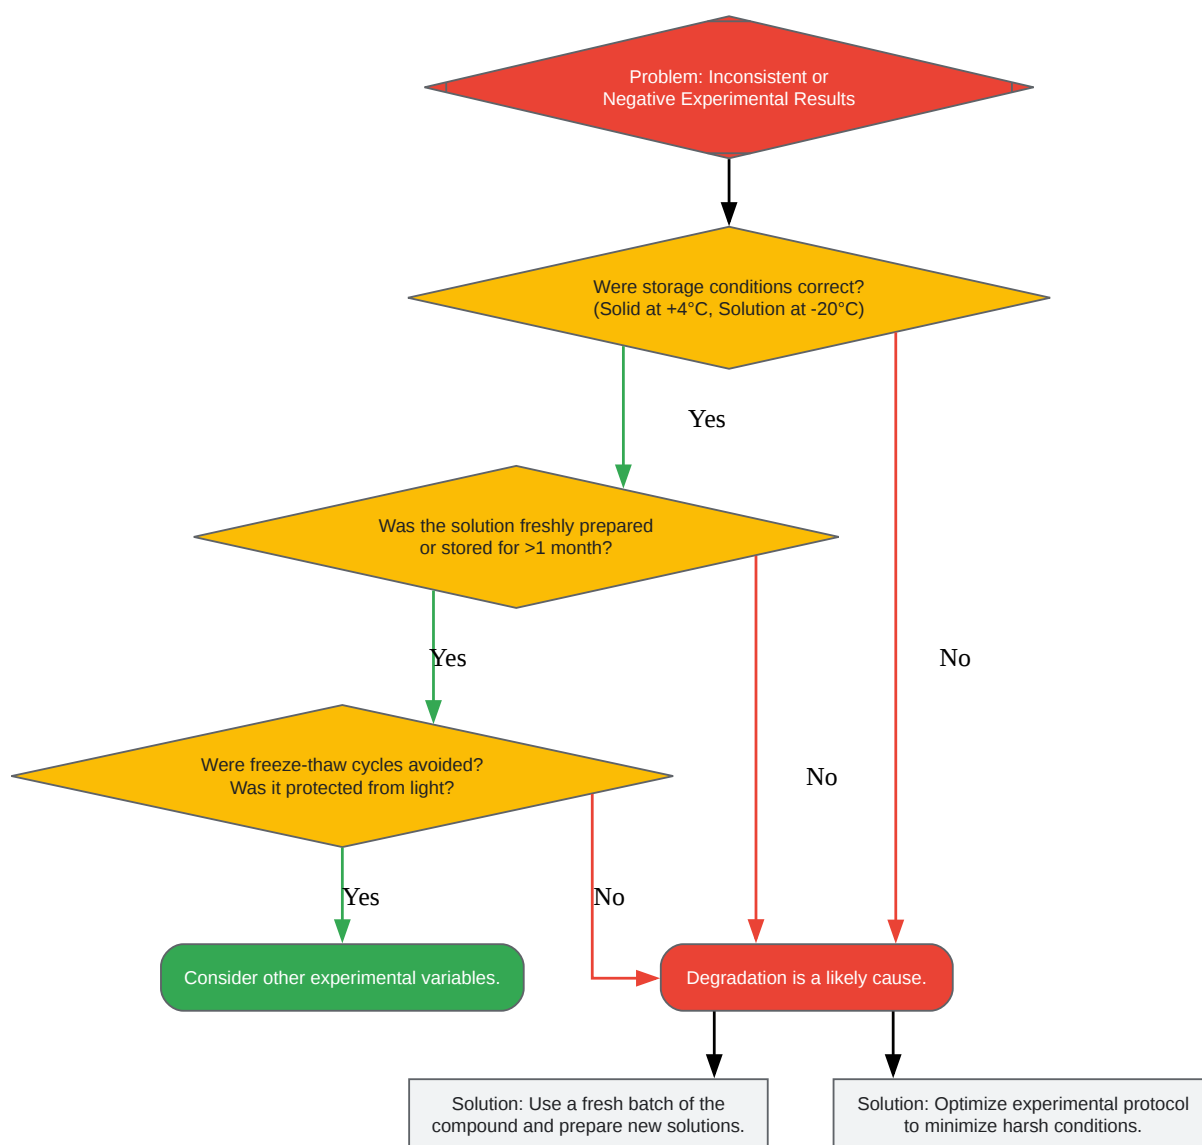 Problem: Inconsistent or
Negative Experimental Results
Were storage conditions correct?
(Solid at +4°C, Solution at -20°C)
Yes
Was the solution freshly prepared
or stored for >1 month?
Yes
No
Were freeze-thaw cycles avoided?
Was it protected from light?
No
Yes
No
Consider other experimental variables.
Degradation is a likely cause.
Solution: Use a fresh batch of the
compound and prepare new solutions.
Solution: Optimize experimental protocol
to minimize harsh conditions.